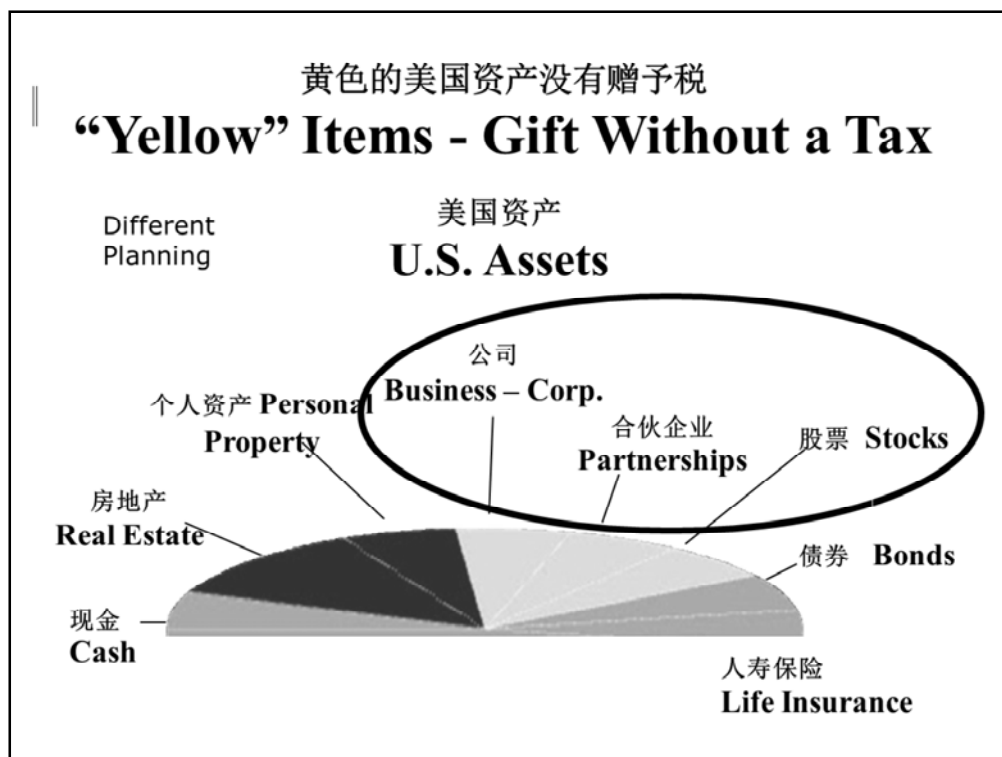 黄色的美国资产没有赠予税
“Yellow” Items - Gift Without a Tax
Different
Planning
美国资产
U.S. Assets
公司
Business – Corp.
个人资产 Personal
Property
合伙企业
Partnerships
股票 Stocks
房地产
Real Estate
债券 Bonds
现金
Cash
人寿保险
Life Insurance